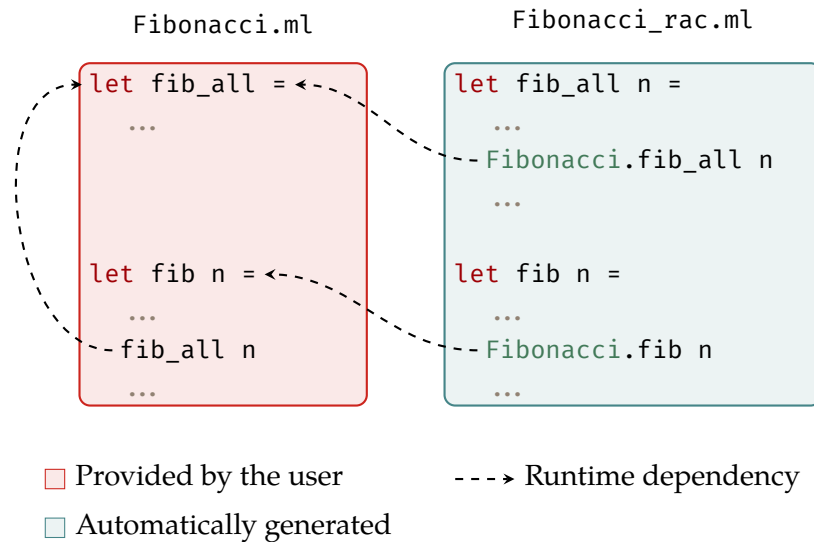 Fibonacci.ml
let fib_all =
...
let fib n =
...
fib_all n
...
Fibonacci_rac.ml
let fib_all n =
...
Fibonacci.fib_all n
...
let fib n =
...
Fibonacci.fib n
...
Provided by the user
Automatically generated
Runtime dependency